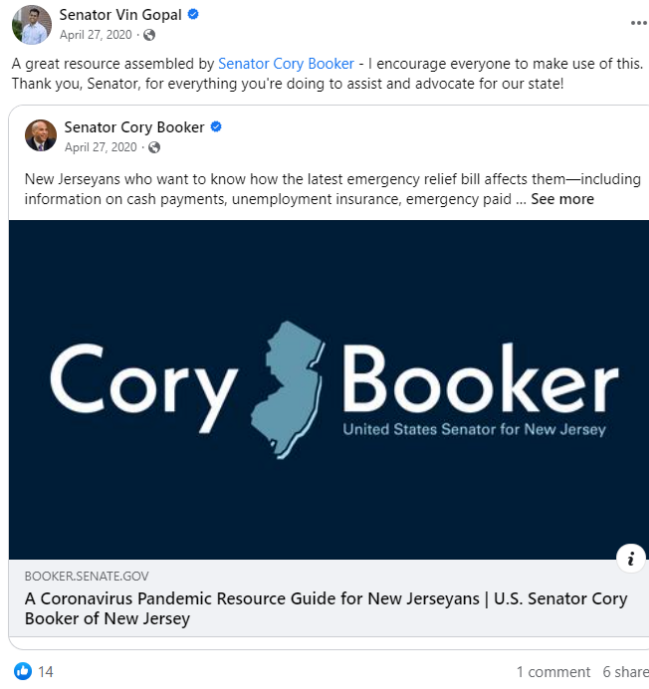 Senator Vin Gopal
April 27, 2020 ·
A great resource assembled by Senator Cory Booker - I encourage everyone to make use of this.
Thank you, Senator, for everything you're doing to assist and advocate for our state!
Senator Cory Booker
April 27, 2020 ·
New Jerseyans who want to know how the latest emergency relief bill affects them—including
information on cash payments, unemployment insurance, emergency paid ... See more
Cory Booker
United States Senator for New Jersey
BOOKER.SENATE.GOV
A Coronavirus Pandemic Resource Guide for New Jerseyans | U.S. Senator Cory
Booker of New Jersey
14
1 comment 6 share